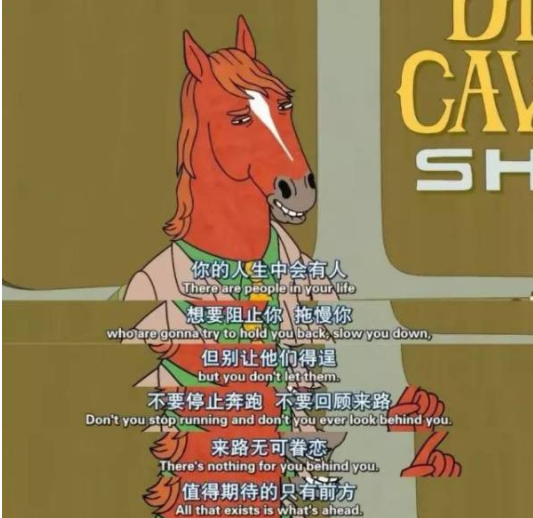 DI
CAV
SH
你的人生中会有人
There are people in your life
想要阻止你 拖慢你
who are gonna try to hold you back, slow you down,
但别让他们得逞
but you don't let them.
不要停止奔跑 不要回顾来路
Don't you stop running and don't you ever look behind you.
来路无可眷恋
There's nothing for you behind you.
值得期待的只有前方
All that exists is what's ahead.